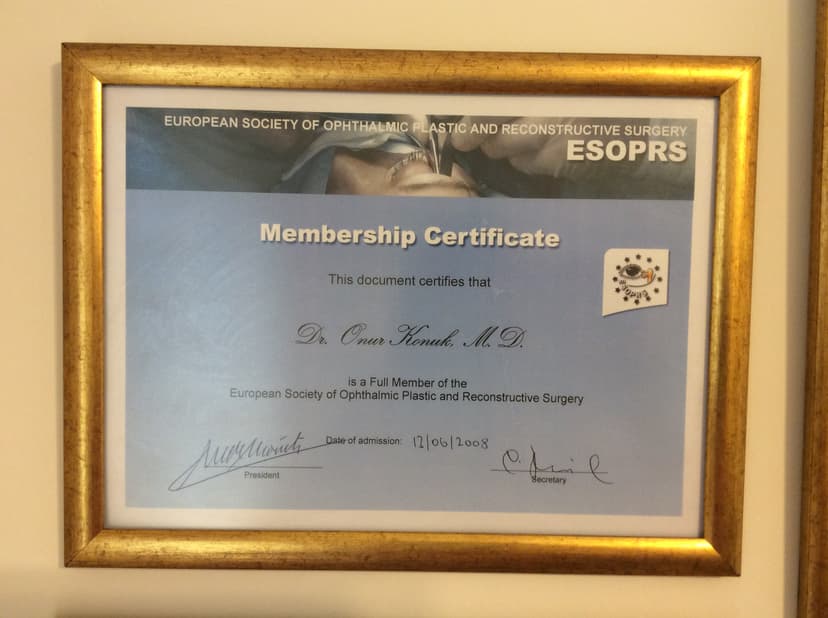 EUROPEAN SOCIETY OF OPHTHALMIC PLASTIC AND RECONSTRUCTIVE SURGERY
ESOPRS
Membership Certificate
This document certifies that
ESOPRS
Dr. Onur Konuk, M. D.
is a Full Member of the
European Society of Ophthalmic Plastic and Reconstructive Surgery
Date of admission: 12/06/2008
President
Secretary